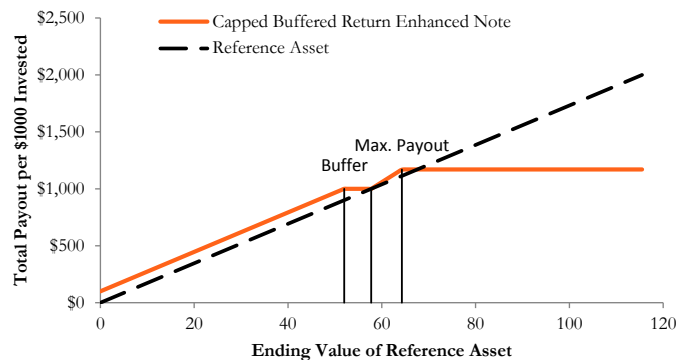 $2,500
Capped Buffered Return Enhanced Note
Reference Asset
$2,000
$1,500
Max. Payout
Buffer
$1,000
$500
$0
0 20 40 60 80 100 120
Total Payout per $1000 Invested
Ending Value of Reference Asset